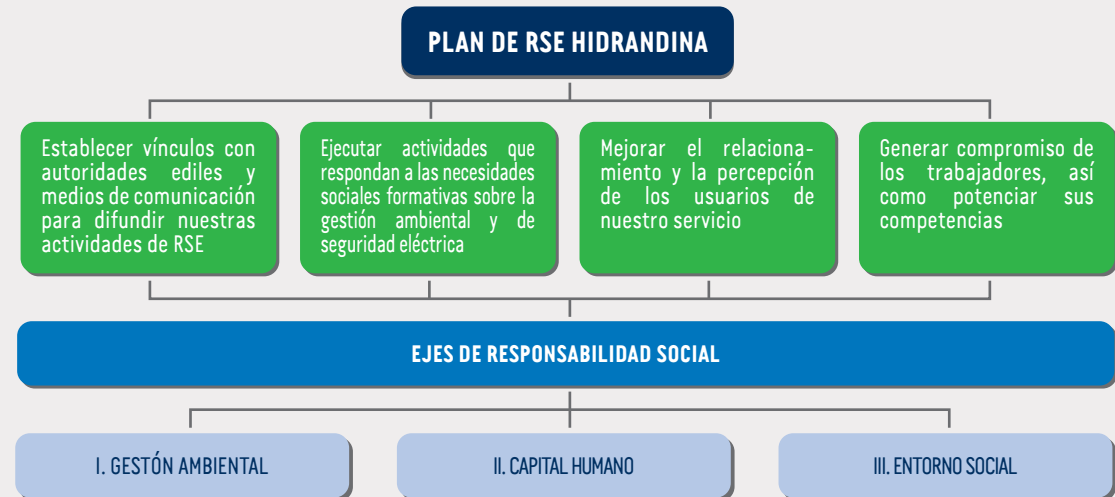 PLAN DE RSE HIDRANDINA
Establecer vínculos con
autoridades ediles y
medios de comunicación
para difundir nuestras
actividades de RSE
Ejecutar actividades que
respondan a las necesidades
sociales formativas sobre la
gestión ambiental y de
seguridad eléctrica
Mejorar el relaciona-
miento y la percepción
de los usuarios de
nuestro servicio
Generar compromiso de
los trabajadores, así
como potenciar sus
competencias
EJES DE RESPONSABILIDAD SOCIAL
I. GESTÓN AMBIENTAL
II. CAPITAL HUMANO
III. ENTORNO SOCIAL